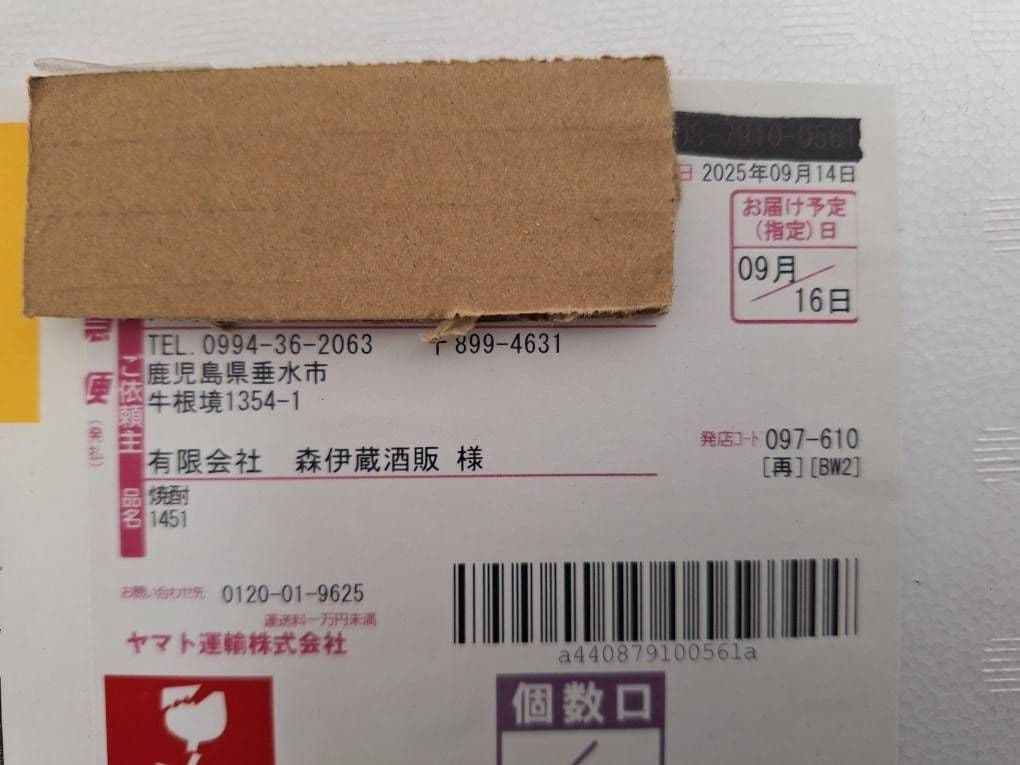 日 2025年09月14日
お届け予定
(指定)日
09月
16日
急便
(発払)
ご依頼主
TEL. 0994-36-2063 〒899-4631
鹿児島県垂水市
牛根境1354-1
有限会社 森伊蔵酒販 様
発店コード 097-610
[再][BW2]
品名
焼酎
1451
お問い合わせ先 0120-01-9625
運送料一万円未満
ヤマト運輸株式会社
a440879100561a
個数口